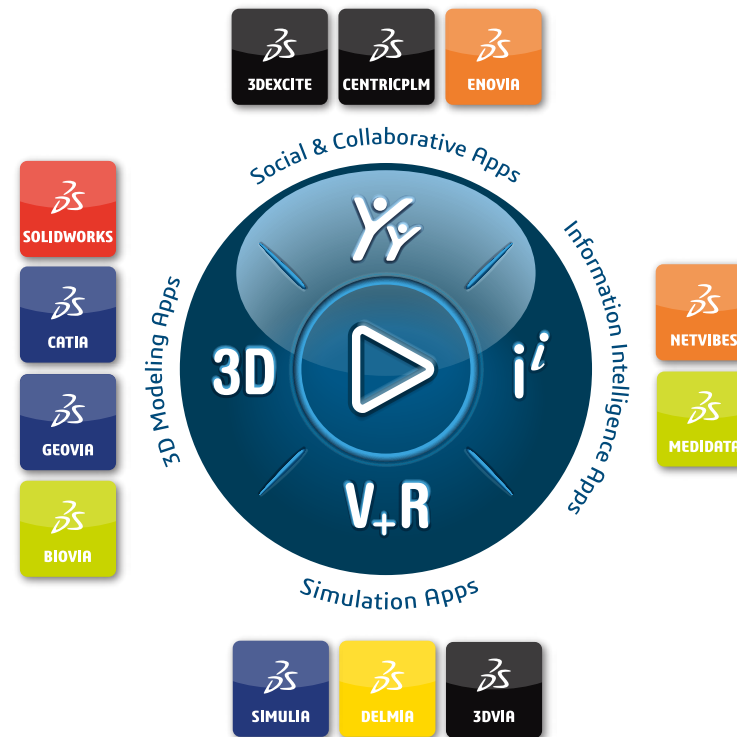 3DEXCITE
CENTRICPLM
ENOVIA
Social & Collaborative Apps
SOLIDWORKS
CATIA
GEOVIA
BIOVIA
3D Modeling Apps
3D
i i
V+R
Information Intelligence Apps
NETVIBES
MEDIDATA
Simulation Apps
SIMULIA
DELMIA
3DVIA